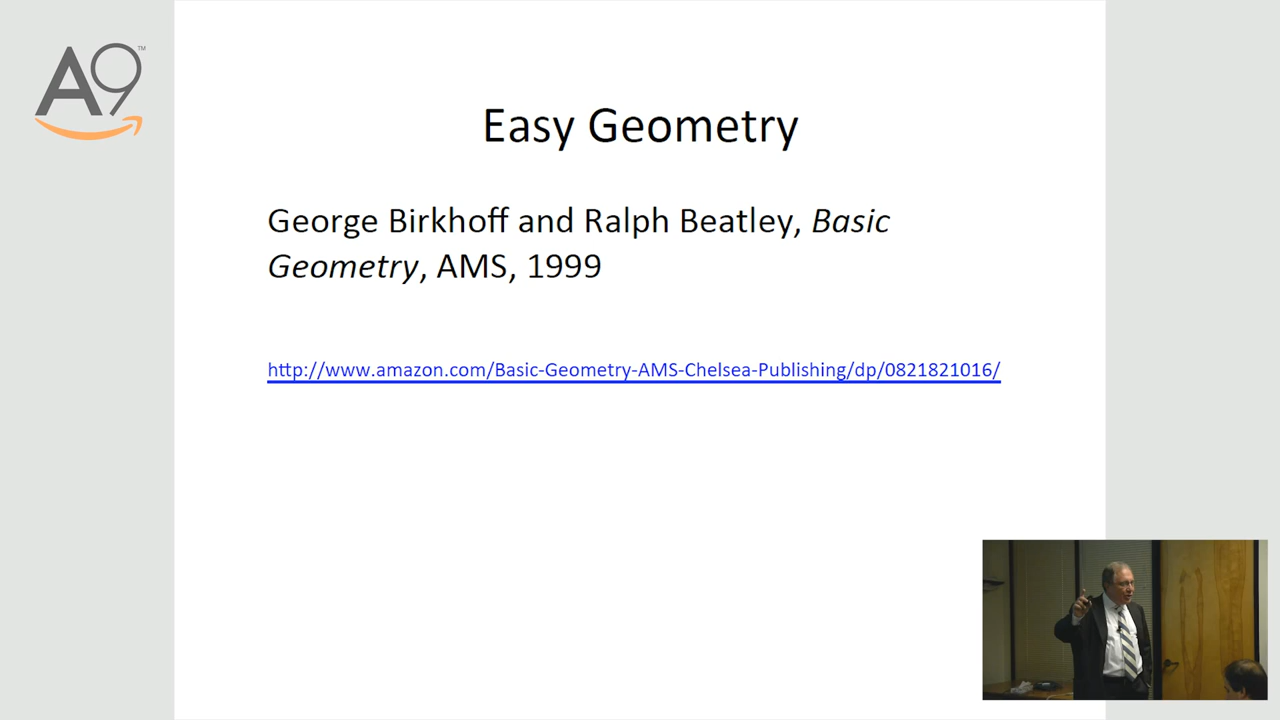 A9™
Easy Geometry
George Birkhoff and Ralph Beatley, Basic
Geometry, AMS, 1999
http://www.amazon.com/Basic-Geometry-AMS-Chelsea-Publishing/dp/0821821016/